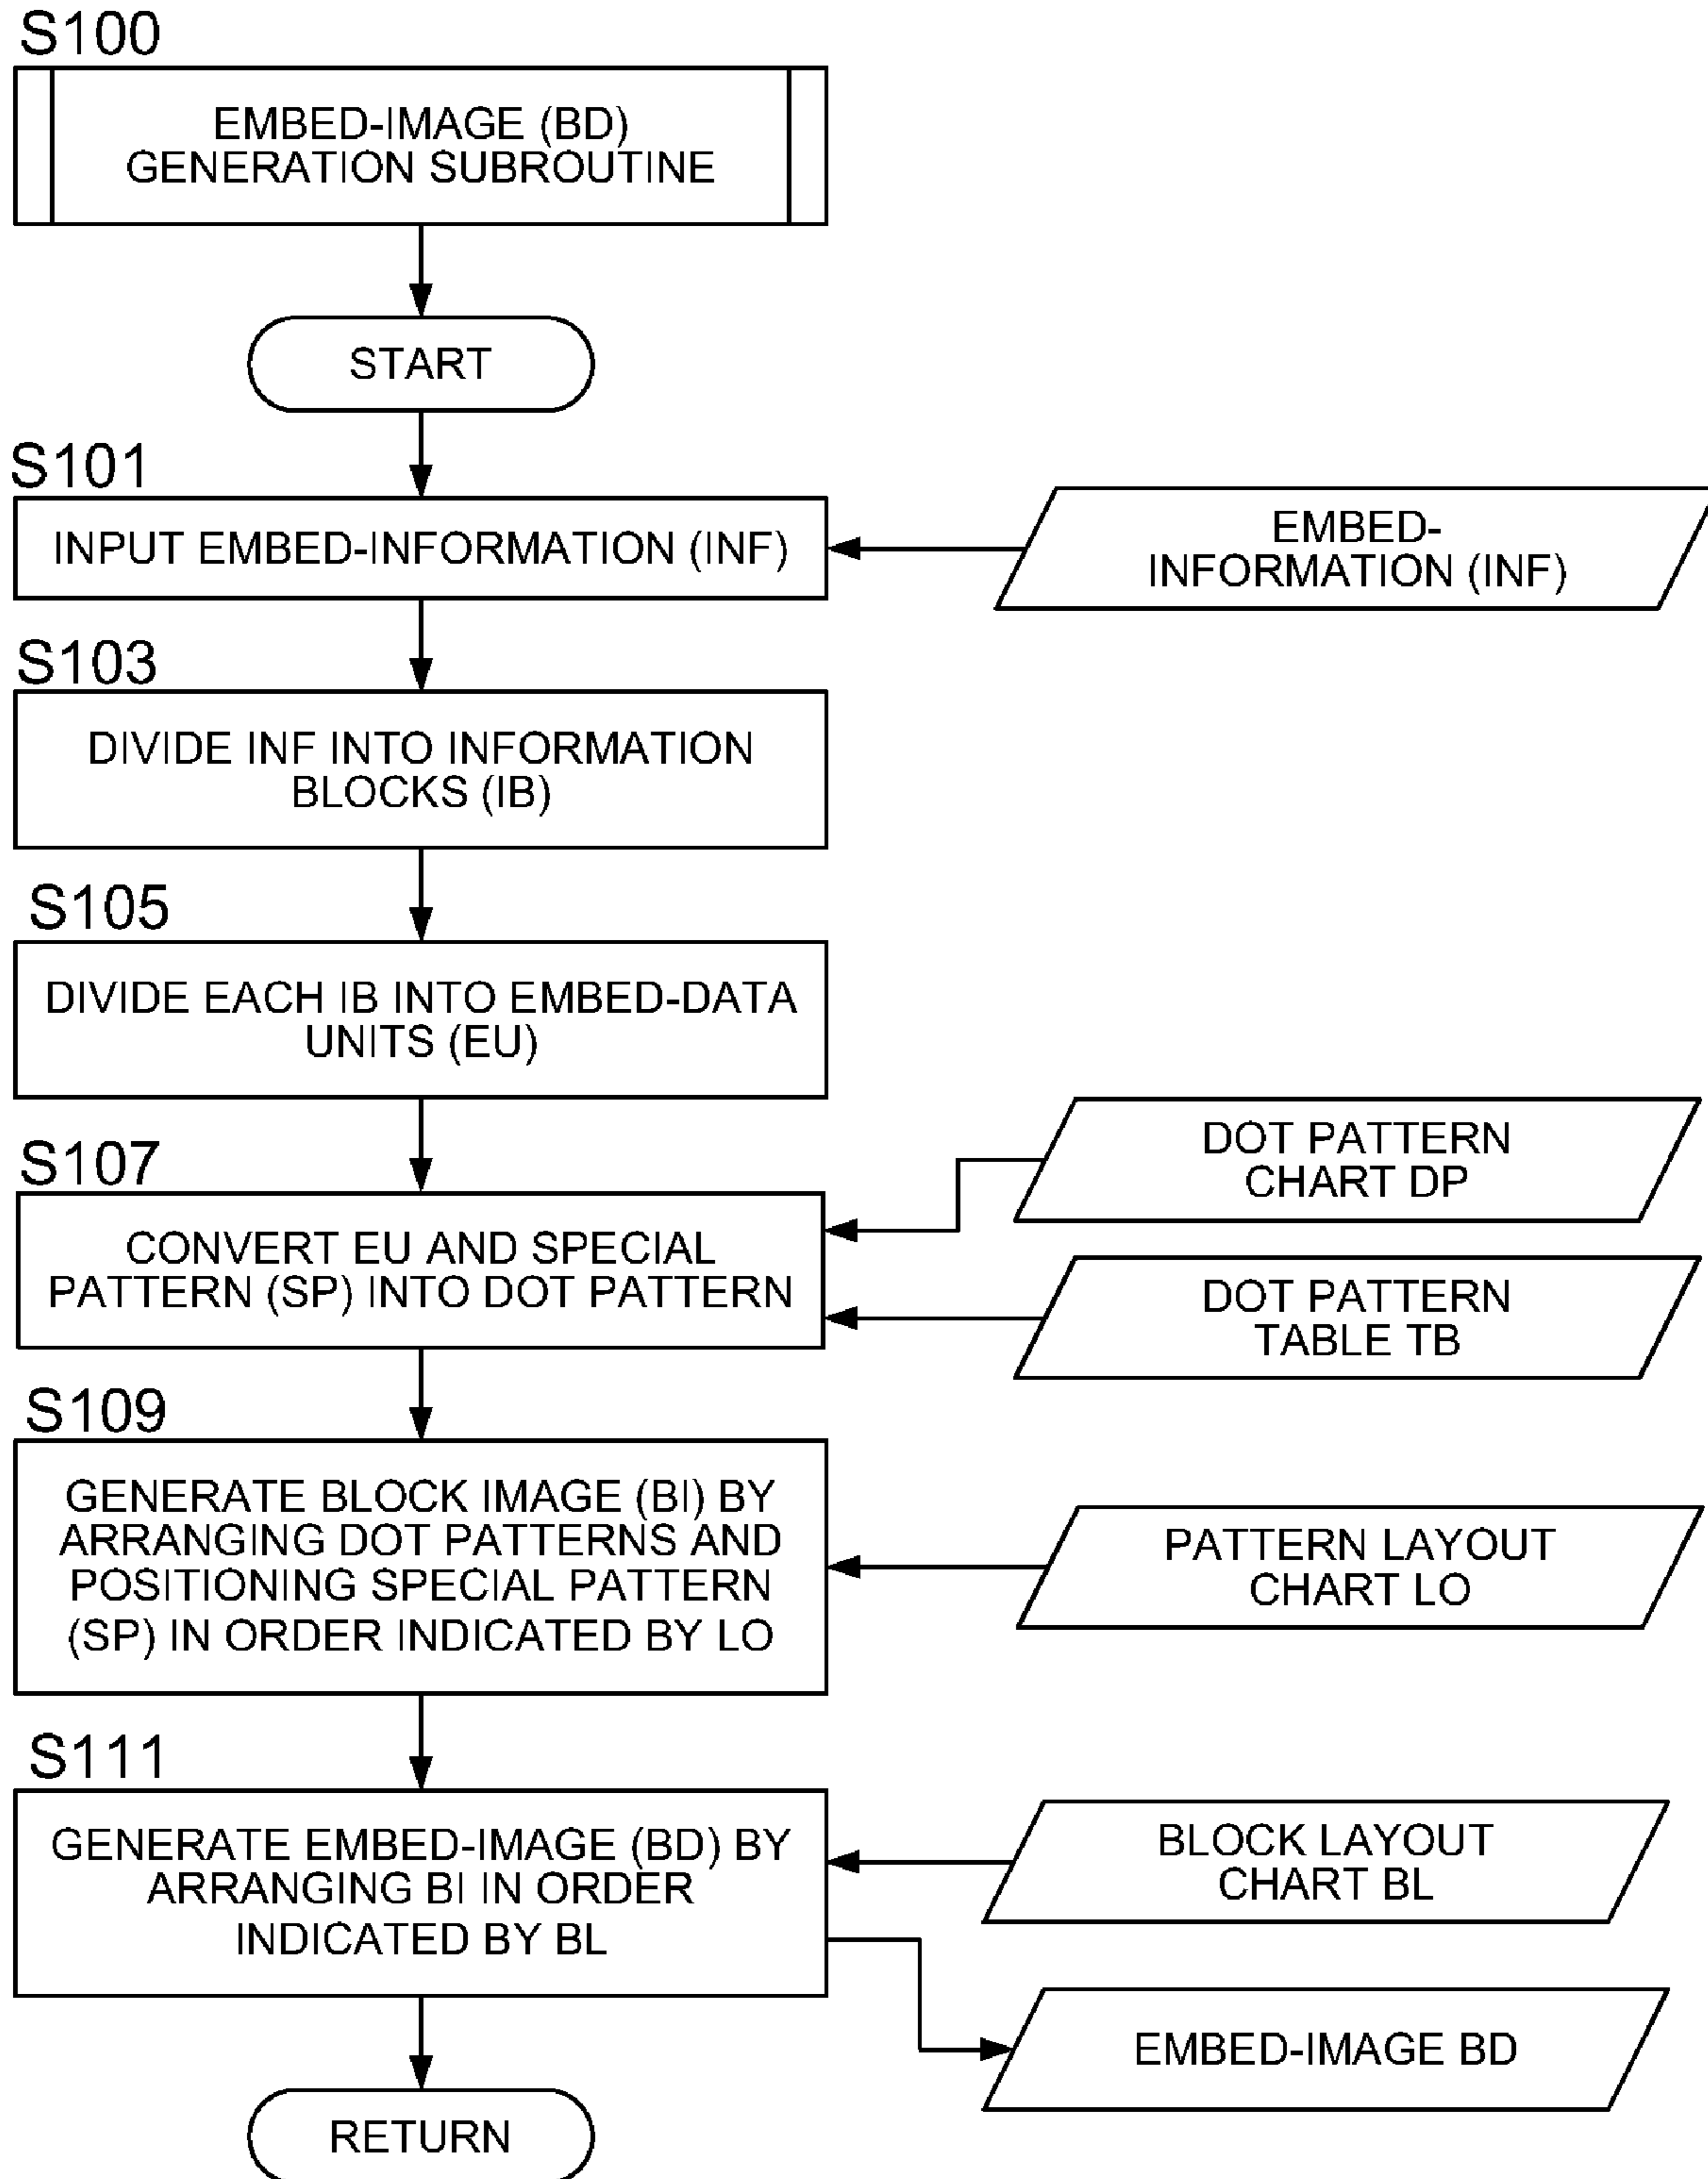 S100
EMBED-IMAGE (BD)
GENERATION SUBROUTINE
START
S101
INPUT EMBED-INFORMATION (INF)
EMBED-
INFORMATION (INF)
S103
DIVIDE INF INTO INFORMATION
BLOCKS (IB)
S105
DIVIDE EACH IB INTO EMBED-DATA
UNITS (EU)
S107
CONVERT EU AND SPECIAL
PATTERN (SP) INTO DOT PATTERN
DOT PATTERN
CHART DP
DOT PATTERN
TABLE TB
S109
GENERATE BLOCK IMAGE (BI) BY
ARRANGING DOT PATTERNS AND
POSITIONING SPECIAL PATTERN
(SP) IN ORDER INDICATED BY LO
PATTERN LAYOUT
CHART LO
S111
GENERATE EMBED-IMAGE (BD) BY
ARRANGING BI IN ORDER
INDICATED BY BL
BLOCK LAYOUT
CHART BL
EMBED-IMAGE BD
RETURN